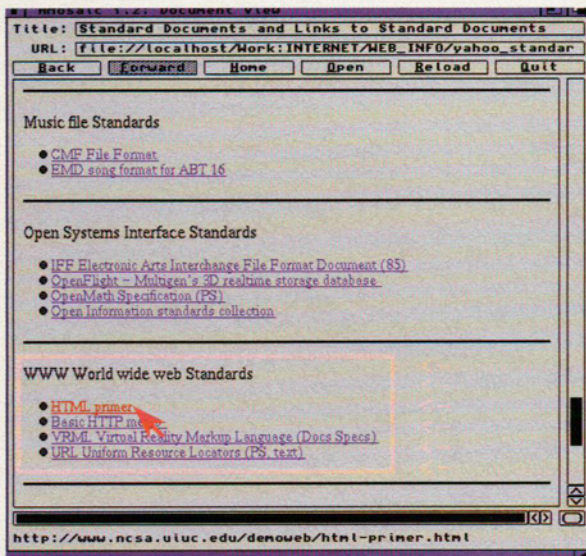 AMosaic 1.2: Document View
Title: Standard Documents and Links to Standard Documents
URL: file://localhost/Work:INTERNET/WEB_INFO/yahoo_standar
Back Forward Home Open Reload Quit
Music file Standards
CMF File Format
EMD song format for ABT 16
Open Systems Interface Standards
IFF Electronic Arts Interchange File Format Document (85)
OpenFlight - Multigen's 3D realtime storage database
OpenMath Specification (PS)
Open Information standards collection
WWW World wide web Standards
HTML primer
Basic HTTP
VRML Virtual Reality Markup Language (Docs Specs)
URL Uniform Resource Locators (PS, text)
http://www.ncsa.uiuc.edu/demoweb/html-primer.html